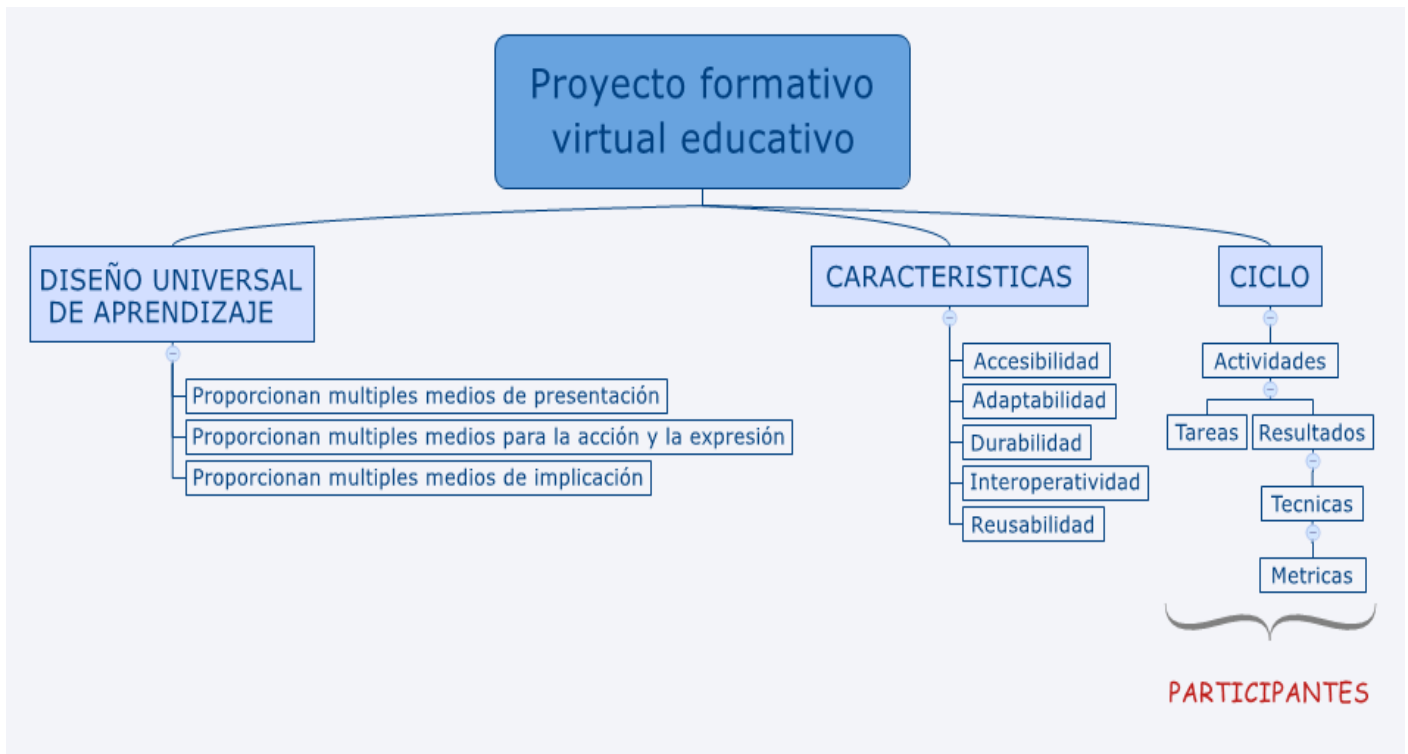 Proyecto formativo
virtual educativo
DISEÑO UNIVERSAL
DE APRENDIZAJE
Proporcionan multiples medios de presentación
Proporcionan multiples medios para la acción y la expresión
Proporcionan multiples medios de implicación
CARACTERISTICAS
Accesibilidad
Adaptabilidad
Durabilidad
Interoperatividad
Reusabilidad
CICLO
Actividades
Tareas
Resultados
Tecnicas
Metricas
PARTICIPANTES